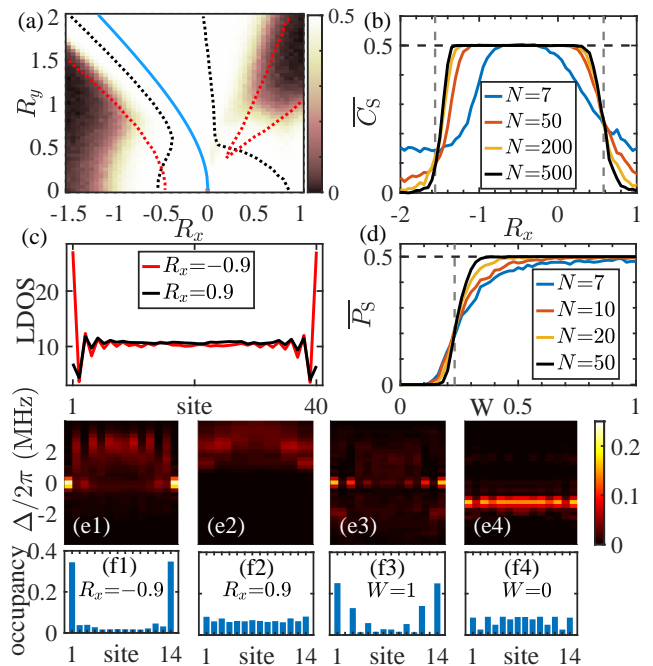 (a)
2
1.5
1
0.5
0
R_y
-1.5
-1
-0.5
0
0.5
1
R_x
0.5
0
(b)
0.5
0
C̅_S
N=7
N=50
N=200
N=500
-2
-1
0
1
R_x
(c)
20
10
LDOS
R_x=−0.9
R_x=0.9
1
site
40
(d)
0.5
0
P̅_S
N=7
N=10
N=20
N=50
0
W
0.5
1
Δ/2π (MHz)
2
0
-2
(e1)
(e2)
(e3)
(e4)
0.2
0.1
0
occupancy
0.4
0.2
0
(f1)
R_x=−0.9
(f2)
R_x=0.9
(f3)
W=1
(f4)
W=0
1 site 14
1 site 14
1 site 14
1 site 14